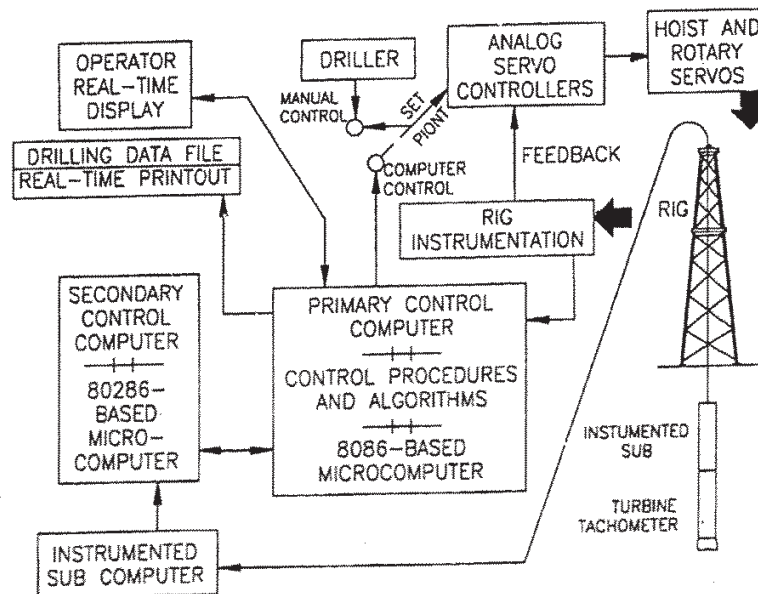 OPERATOR
REAL-TIME
DISPLAY
DRILLER
ANALOG
SERVO
CONTROLLERS
HOIST AND
ROTARY
SERVOS
MANUAL
CONTROL
SET
PIONT
DRILLING DATA FILE
REAL-TIME PRINTOUT
COMPUTER
CONTROL
FEEDBACK
RIG
INSTRUMENTATION
RIG
SECONDARY
CONTROL
COMPUTER
80286-
BASED
MICRO-
COMPUTER
PRIMARY CONTROL
COMPUTER
CONTROL PROCEDURES
AND ALGORITHMS
8086-BASED
MICROCOMPUTER
INSTUMENTED
SUB
TURBINE
TACHOMETER
INSTRUMENTED
SUB COMPUTER